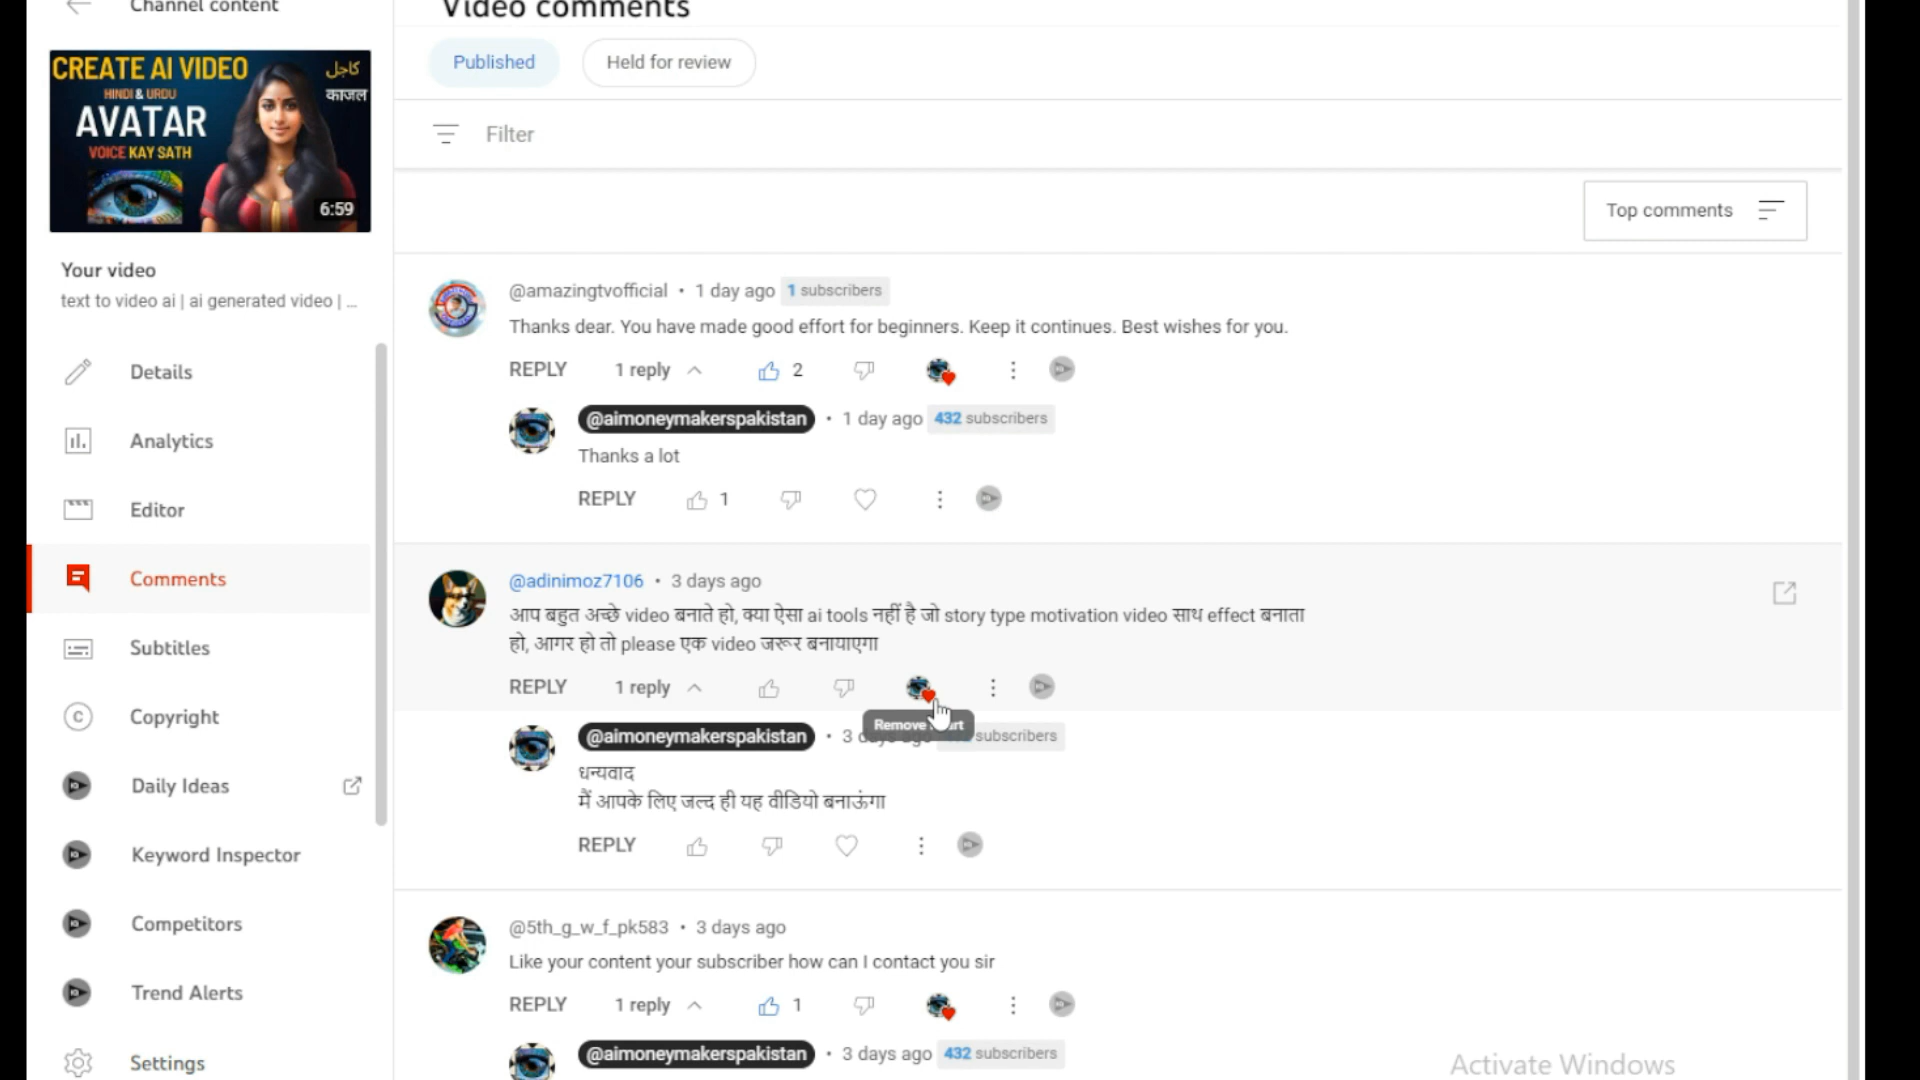 Channel content
Video comments
CREATE AI VIDEO
HINDI & URDU
AVATAR
VOICE KAY SATH
کاجل
काजल
6:59
Your video
text to video ai | ai generated video | ...
Details
Analytics
Editor
Comments
Subtitles
Copyright
Daily Ideas
Keyword Inspector
Competitors
Trend Alerts
Settings
Published
Held for review
Filter
Top comments
@amazingtvofficial • 1 day ago 1 subscribers
Thanks dear. You have made good effort for beginners. Keep it continues. Best wishes for you.
REPLY 1 reply 2
@aimoneymakerspakistan • 1 day ago 432 subscribers
Thanks a lot
REPLY 1
@adinimoz7106 • 3 days ago
आप बहुत अच्छे video बनाते हो, क्या ऐसा ai tools नहीं है जो story type motivation video साथ effect बनाता
हो, आगर हो तो please एक video जरूर बनायाएगा
REPLY 1 reply
Remove
@aimoneymakerspakistan • 3 subscribers
धन्यवाद
मैं आपके लिए जल्द ही यह वीडियो बनाऊंगा
REPLY
@5th_g_w_f_pk583 • 3 days ago
Like your content your subscriber how can I contact you sir
REPLY 1 reply 1
@aimoneymakerspakistan • 3 days ago 432 subscribers
Activate Windows